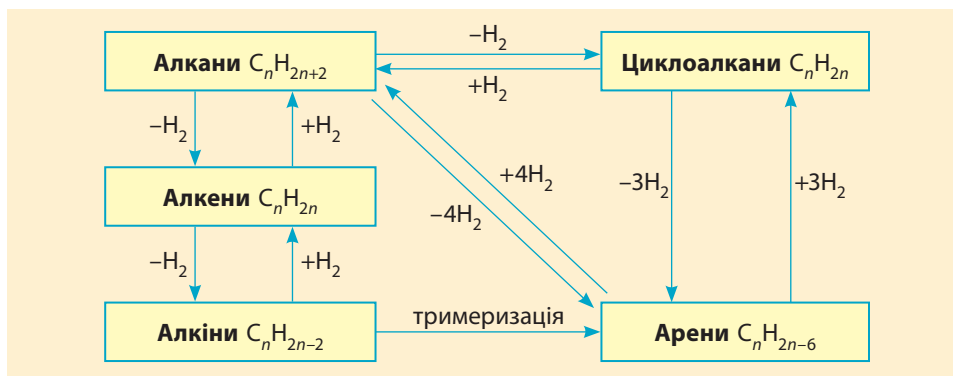 Алкани CₙH₂ₙ₊₂
–H₂
Циклоалкани CₙH₂ₙ
+H₂
–H₂
+H₂
+4H₂
–4H₂
–3H₂
+3H₂
Алкени CₙH₂ₙ
–H₂
+H₂
тримеризація
Алкіни CₙH₂ₙ₋₂
Арени CₙH₂ₙ₋₆